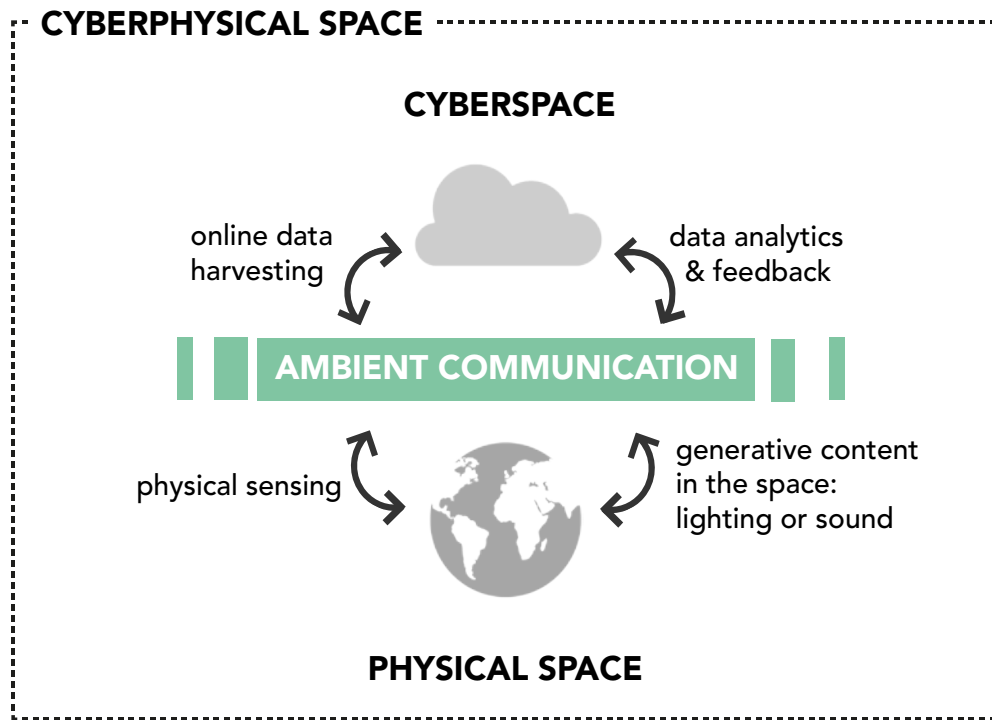 CYBERPHYSICAL SPACE
CYBERSPACE
online data
harvesting
data analytics
& feedback
AMBIENT COMMUNICATION
physical sensing
generative content
in the space:
lighting or sound
PHYSICAL SPACE